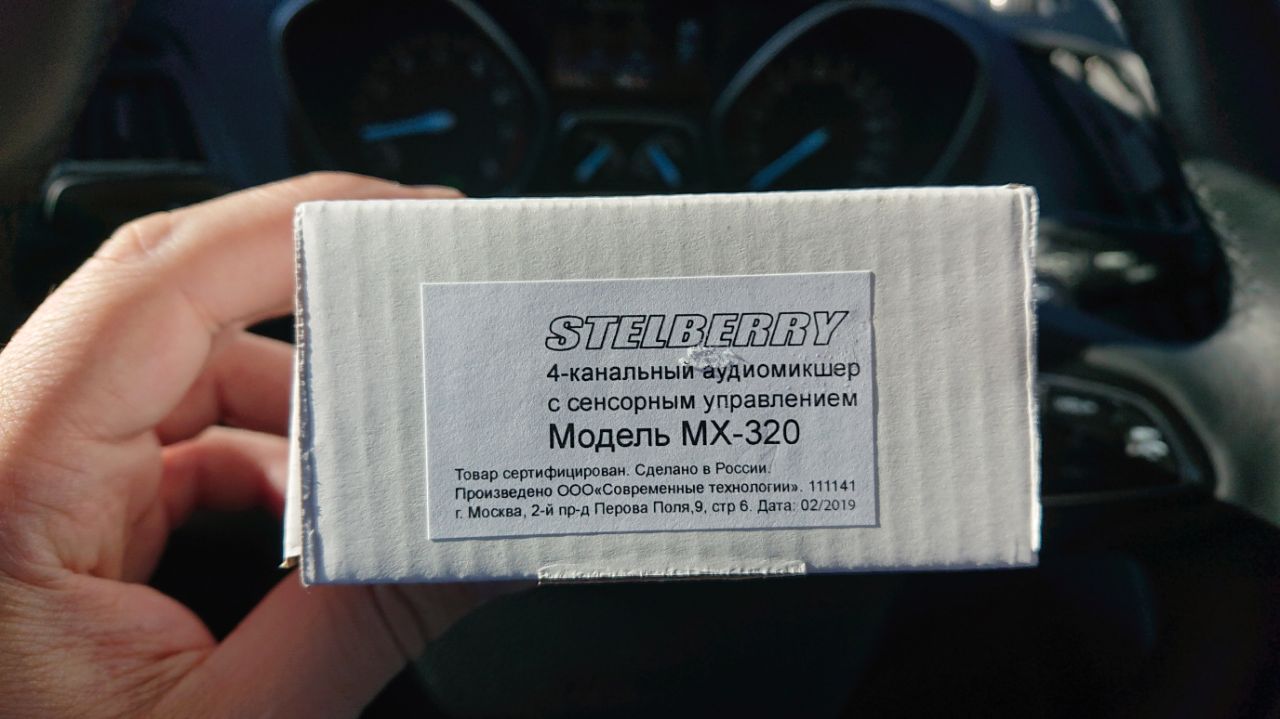 STELBERRY
4-канальный аудиомикшер
с сенсорным управлением
Модель MX-320
Товар сертифицирован. Сделано в России.
Произведено ООО«Современные технологии». 111141
г. Москва, 2-й пр-д Перова Поля,9, стр 6. Дата: 02/2019